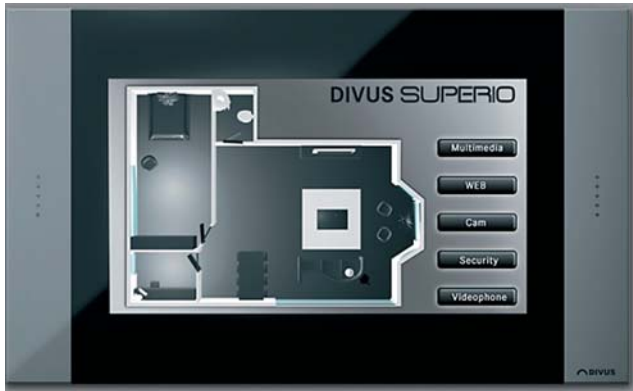 DIVUS SUPERIO
Multimedia
WEB
Cam
Security
Videophone
DIVUS